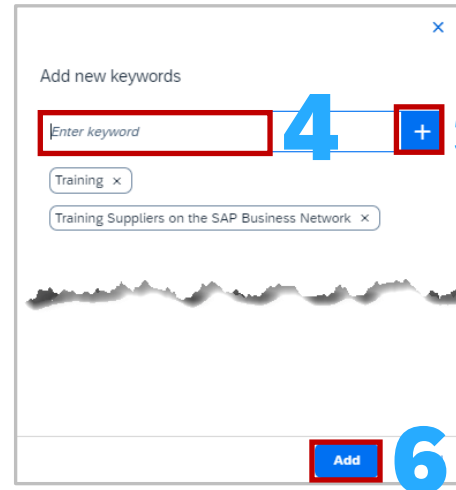 ×
Add new keywords
Enter keyword
4
+
Training ×
Training Suppliers on the SAP Business Network ×
Add
6